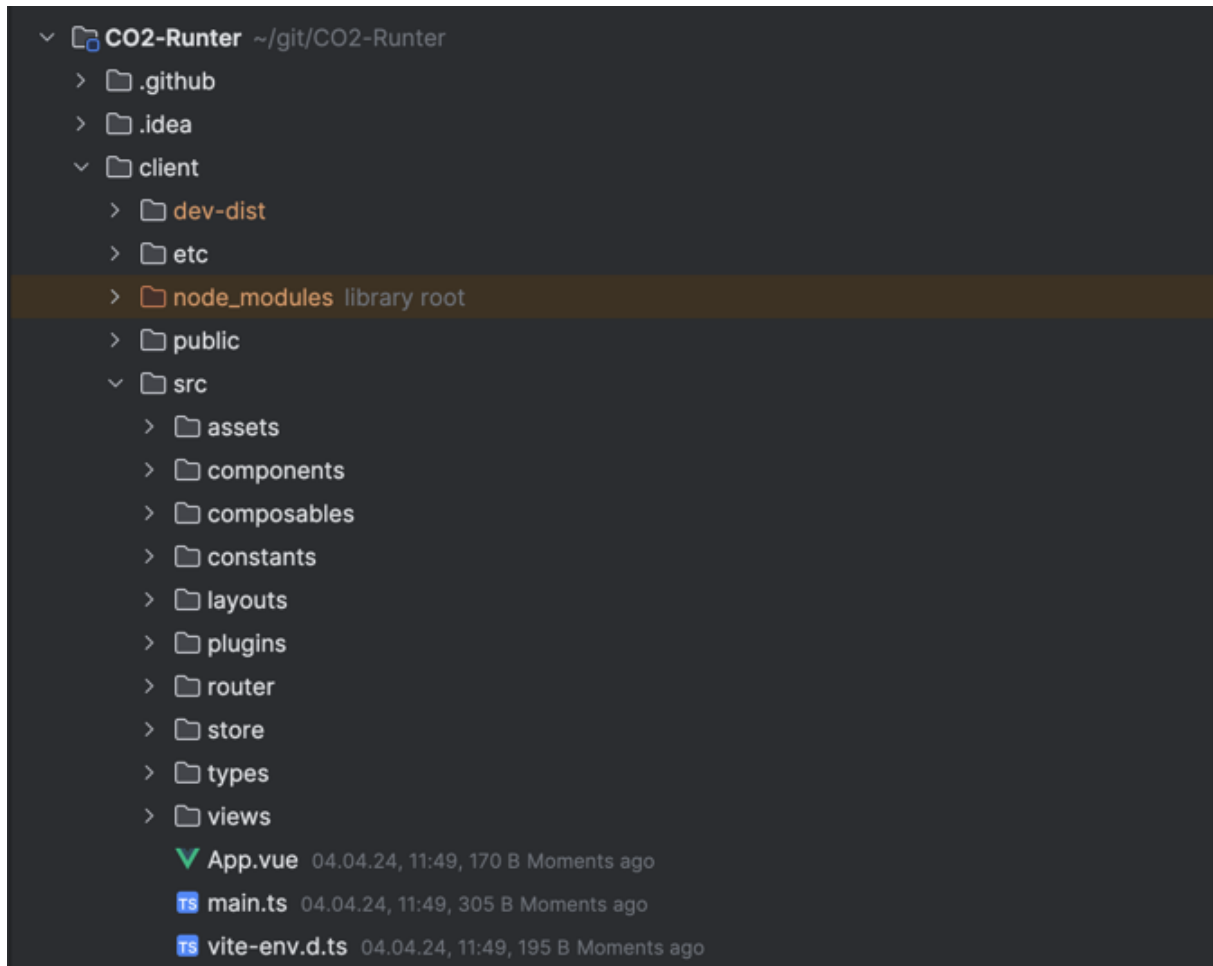 CO2-Runter ~/git/CO2-Runter
.github
.idea
client
dev-dist
etc
node_modules library root
public
src
assets
components
composables
constants
layouts
plugins
router
store
types
views
App.vue 04.04.24, 11:49, 170 B Moments ago
TS main.ts 04.04.24, 11:49, 305 B Moments ago
TS vite-env.d.ts 04.04.24, 11:49, 195 B Moments ago